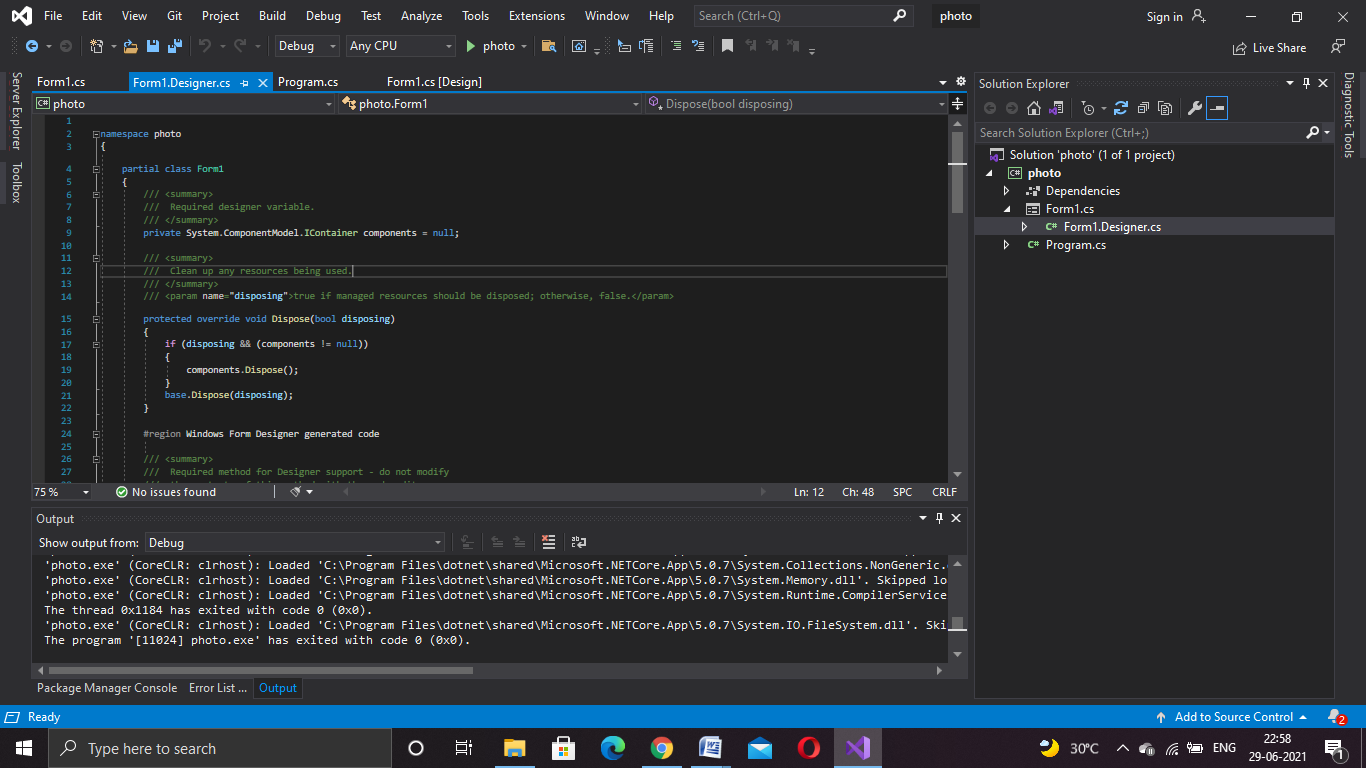 File Edit View Git Project Build Debug Test Analyze Tools Extensions Window Help Search (Ctrl+Q) photo Sign in
Debug Any CPU photo Live Share
Form1.cs Form1.Designer.cs Program.cs Form1.cs [Design]
photo photo.Form1 Dispose(bool disposing)
Server Explorer
Toolbox
1
2 namespace photo
3 {
4 partial class Form1
5 {
6 /// <summary>
7 /// Required designer variable.
8 /// </summary>
9 private System.ComponentModel.IContainer components = null;
10
11 /// <summary>
12 /// Clean up any resources being used.
13 /// </summary>
14 /// <param name="disposing">true if managed resources should be disposed; otherwise, false.</param>
15 protected override void Dispose(bool disposing)
16 {
17 if (disposing && (components != null))
18 {
19 components.Dispose();
20 }
21 base.Dispose(disposing);
22 }
23
24 #region Windows Form Designer generated code
25
26 /// <summary>
27 /// Required method for Designer support - do not modify
75 % No issues found Ln: 12 Ch: 48 SPC CRLF
Output
Show output from: Debug
'photo.exe' (CoreCLR: clrhost): Loaded 'C:\Program Files\dotnet\shared\Microsoft.NETCore.App\5.0.7\System.Collections.NonGeneric.
'photo.exe' (CoreCLR: clrhost): Loaded 'C:\Program Files\dotnet\shared\Microsoft.NETCore.App\5.0.7\System.Memory.dll'. Skipped lo
'photo.exe' (CoreCLR: clrhost): Loaded 'C:\Program Files\dotnet\shared\Microsoft.NETCore.App\5.0.7\System.Runtime.CompilerService
The thread 0x1184 has exited with code 0 (0x0).
'photo.exe' (CoreCLR: clrhost): Loaded 'C:\Program Files\dotnet\shared\Microsoft.NETCore.App\5.0.7\System.IO.FileSystem.dll'. Ski
The program '[11024] photo.exe' has exited with code 0 (0x0).
Package Manager Console Error List ... Output
Solution Explorer
Search Solution Explorer (Ctrl+;)
Solution 'photo' (1 of 1 project)
C# photo
Dependencies
Form1.cs
C# Form1.Designer.cs
C# Program.cs
Diagnostic Tools
Ready Add to Source Control 2
Type here to search 30°C ENG 22:58
29-06-2021 1